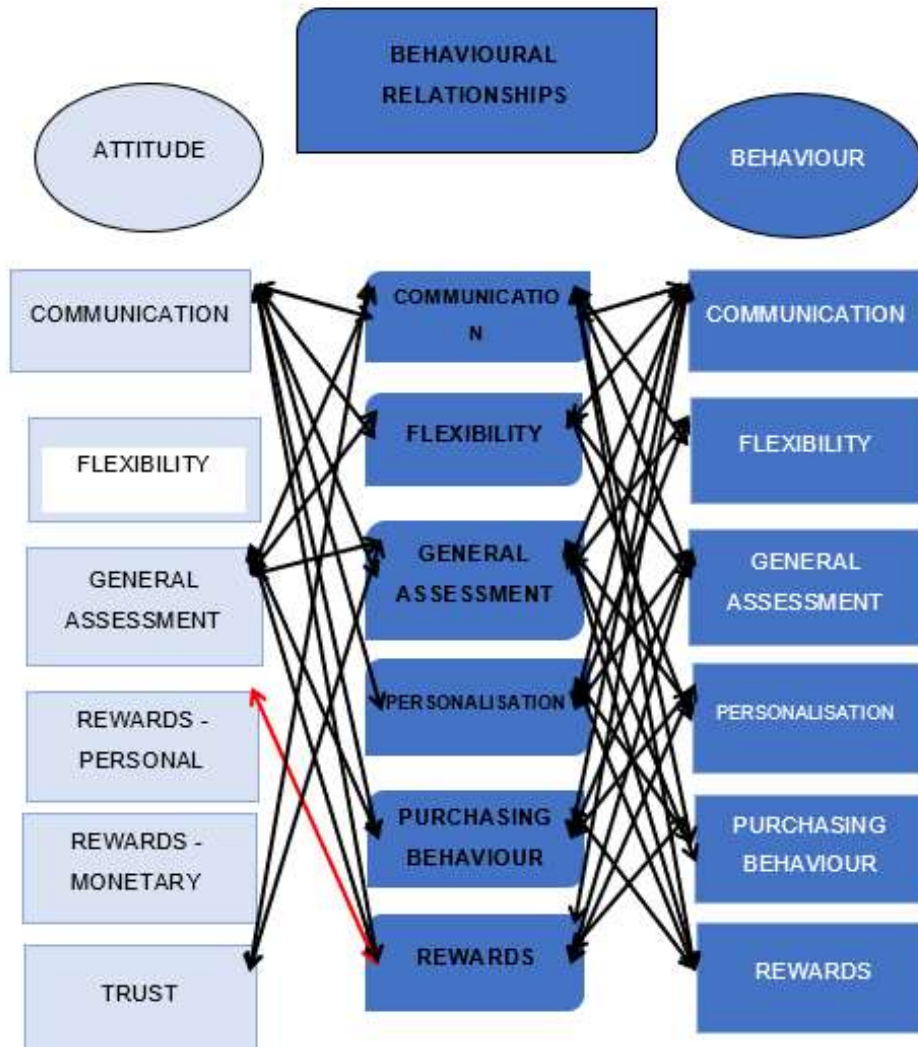 BEHAVIOURAL
RELATIONSHIPS
ATTITUDE
BEHAVIOUR
COMMUNICATION
FLEXIBILITY
GENERAL
ASSESSMENT
REWARDS -
PERSONAL
REWARDS -
MONETARY
TRUST
COMMUNICATIO
N
FLEXIBILITY
GENERAL
ASSESSMENT
PERSONALISATION
PURCHASING
BEHAVIOUR
REWARDS
COMMUNICATION
FLEXIBILITY
GENERAL
ASSESSMENT
PERSONALISATION
PURCHASING
BEHAVIOUR
REWARDS